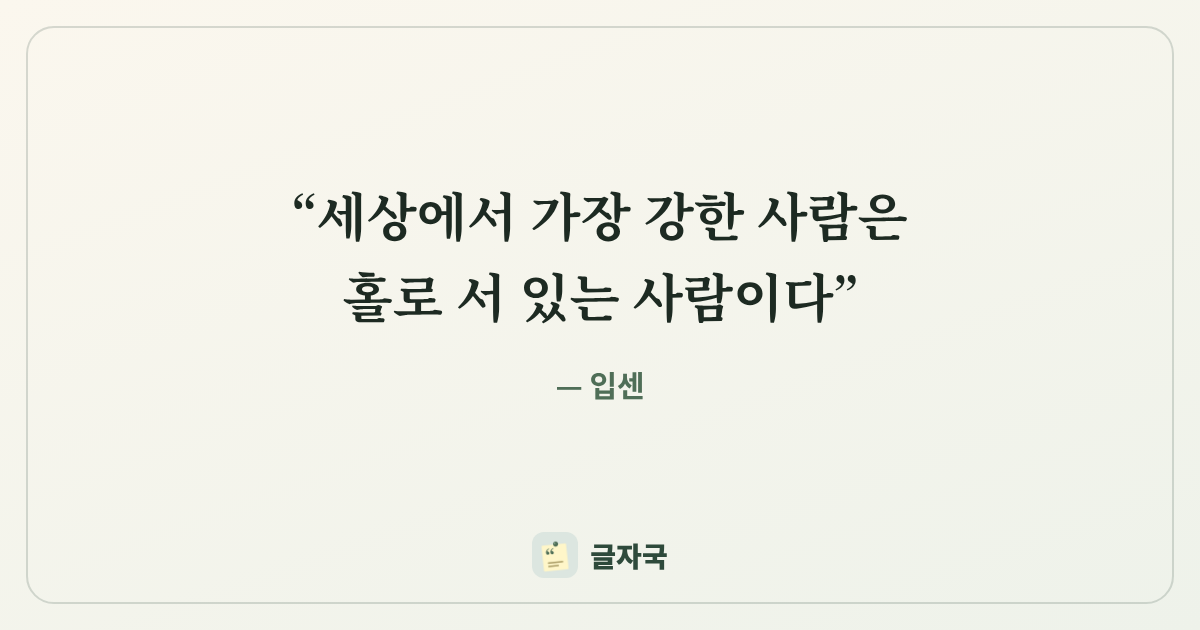 “세상에서 가장 강한 사람은
홀로 서 있는 사람이다”
— 입센
글자국